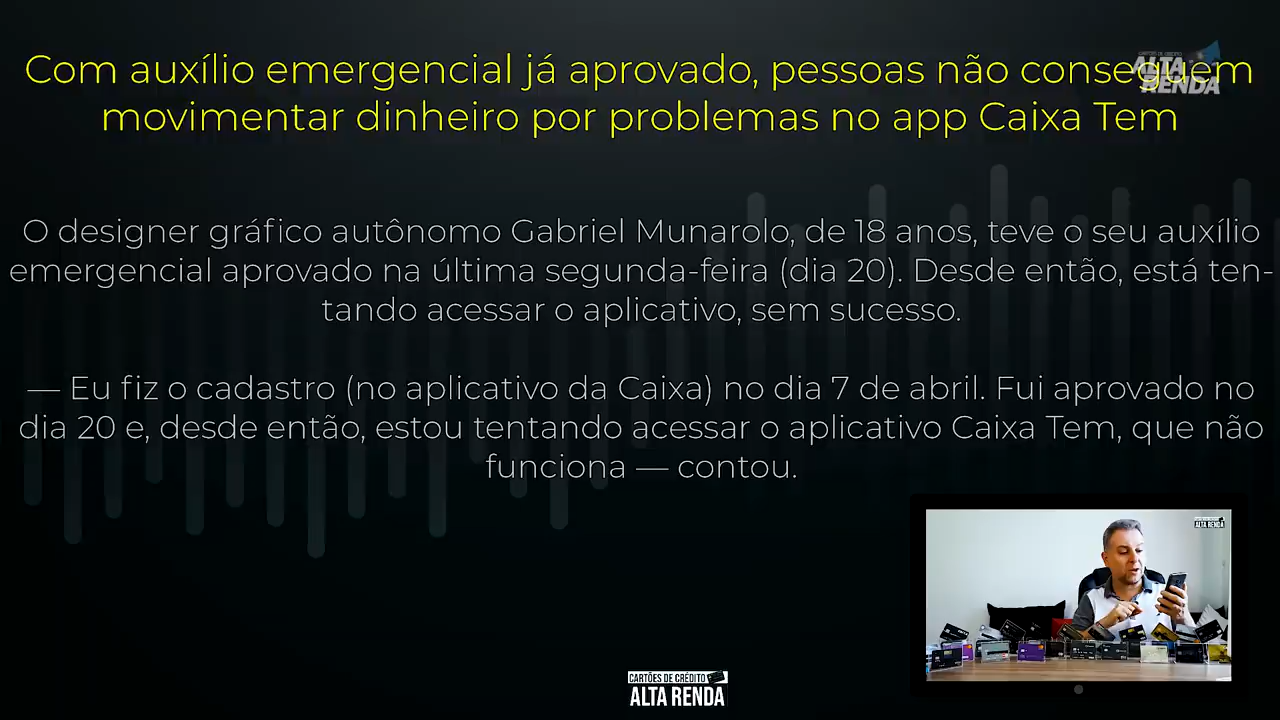 Com auxílio emergencial já aprovado, pessoas não conseguem
movimentar dinheiro por problemas no app Caixa Tem
ALTA
RENDA
O designer gráfico autônomo Gabriel Munarolo, de 18 anos, teve o seu auxílio
emergencial aprovado na última segunda-feira (dia 20). Desde então, está ten-
tando acessar o aplicativo, sem sucesso.
— Eu fiz o cadastro (no aplicativo da Caixa) no dia 7 de abril. Fui aprovado no
dia 20 e, desde então, estou tentando acessar o aplicativo Caixa Tem, que não
funciona — contou.
ALTA RENDA
CARTÕES DE CRÉDITO
ALTA RENDA